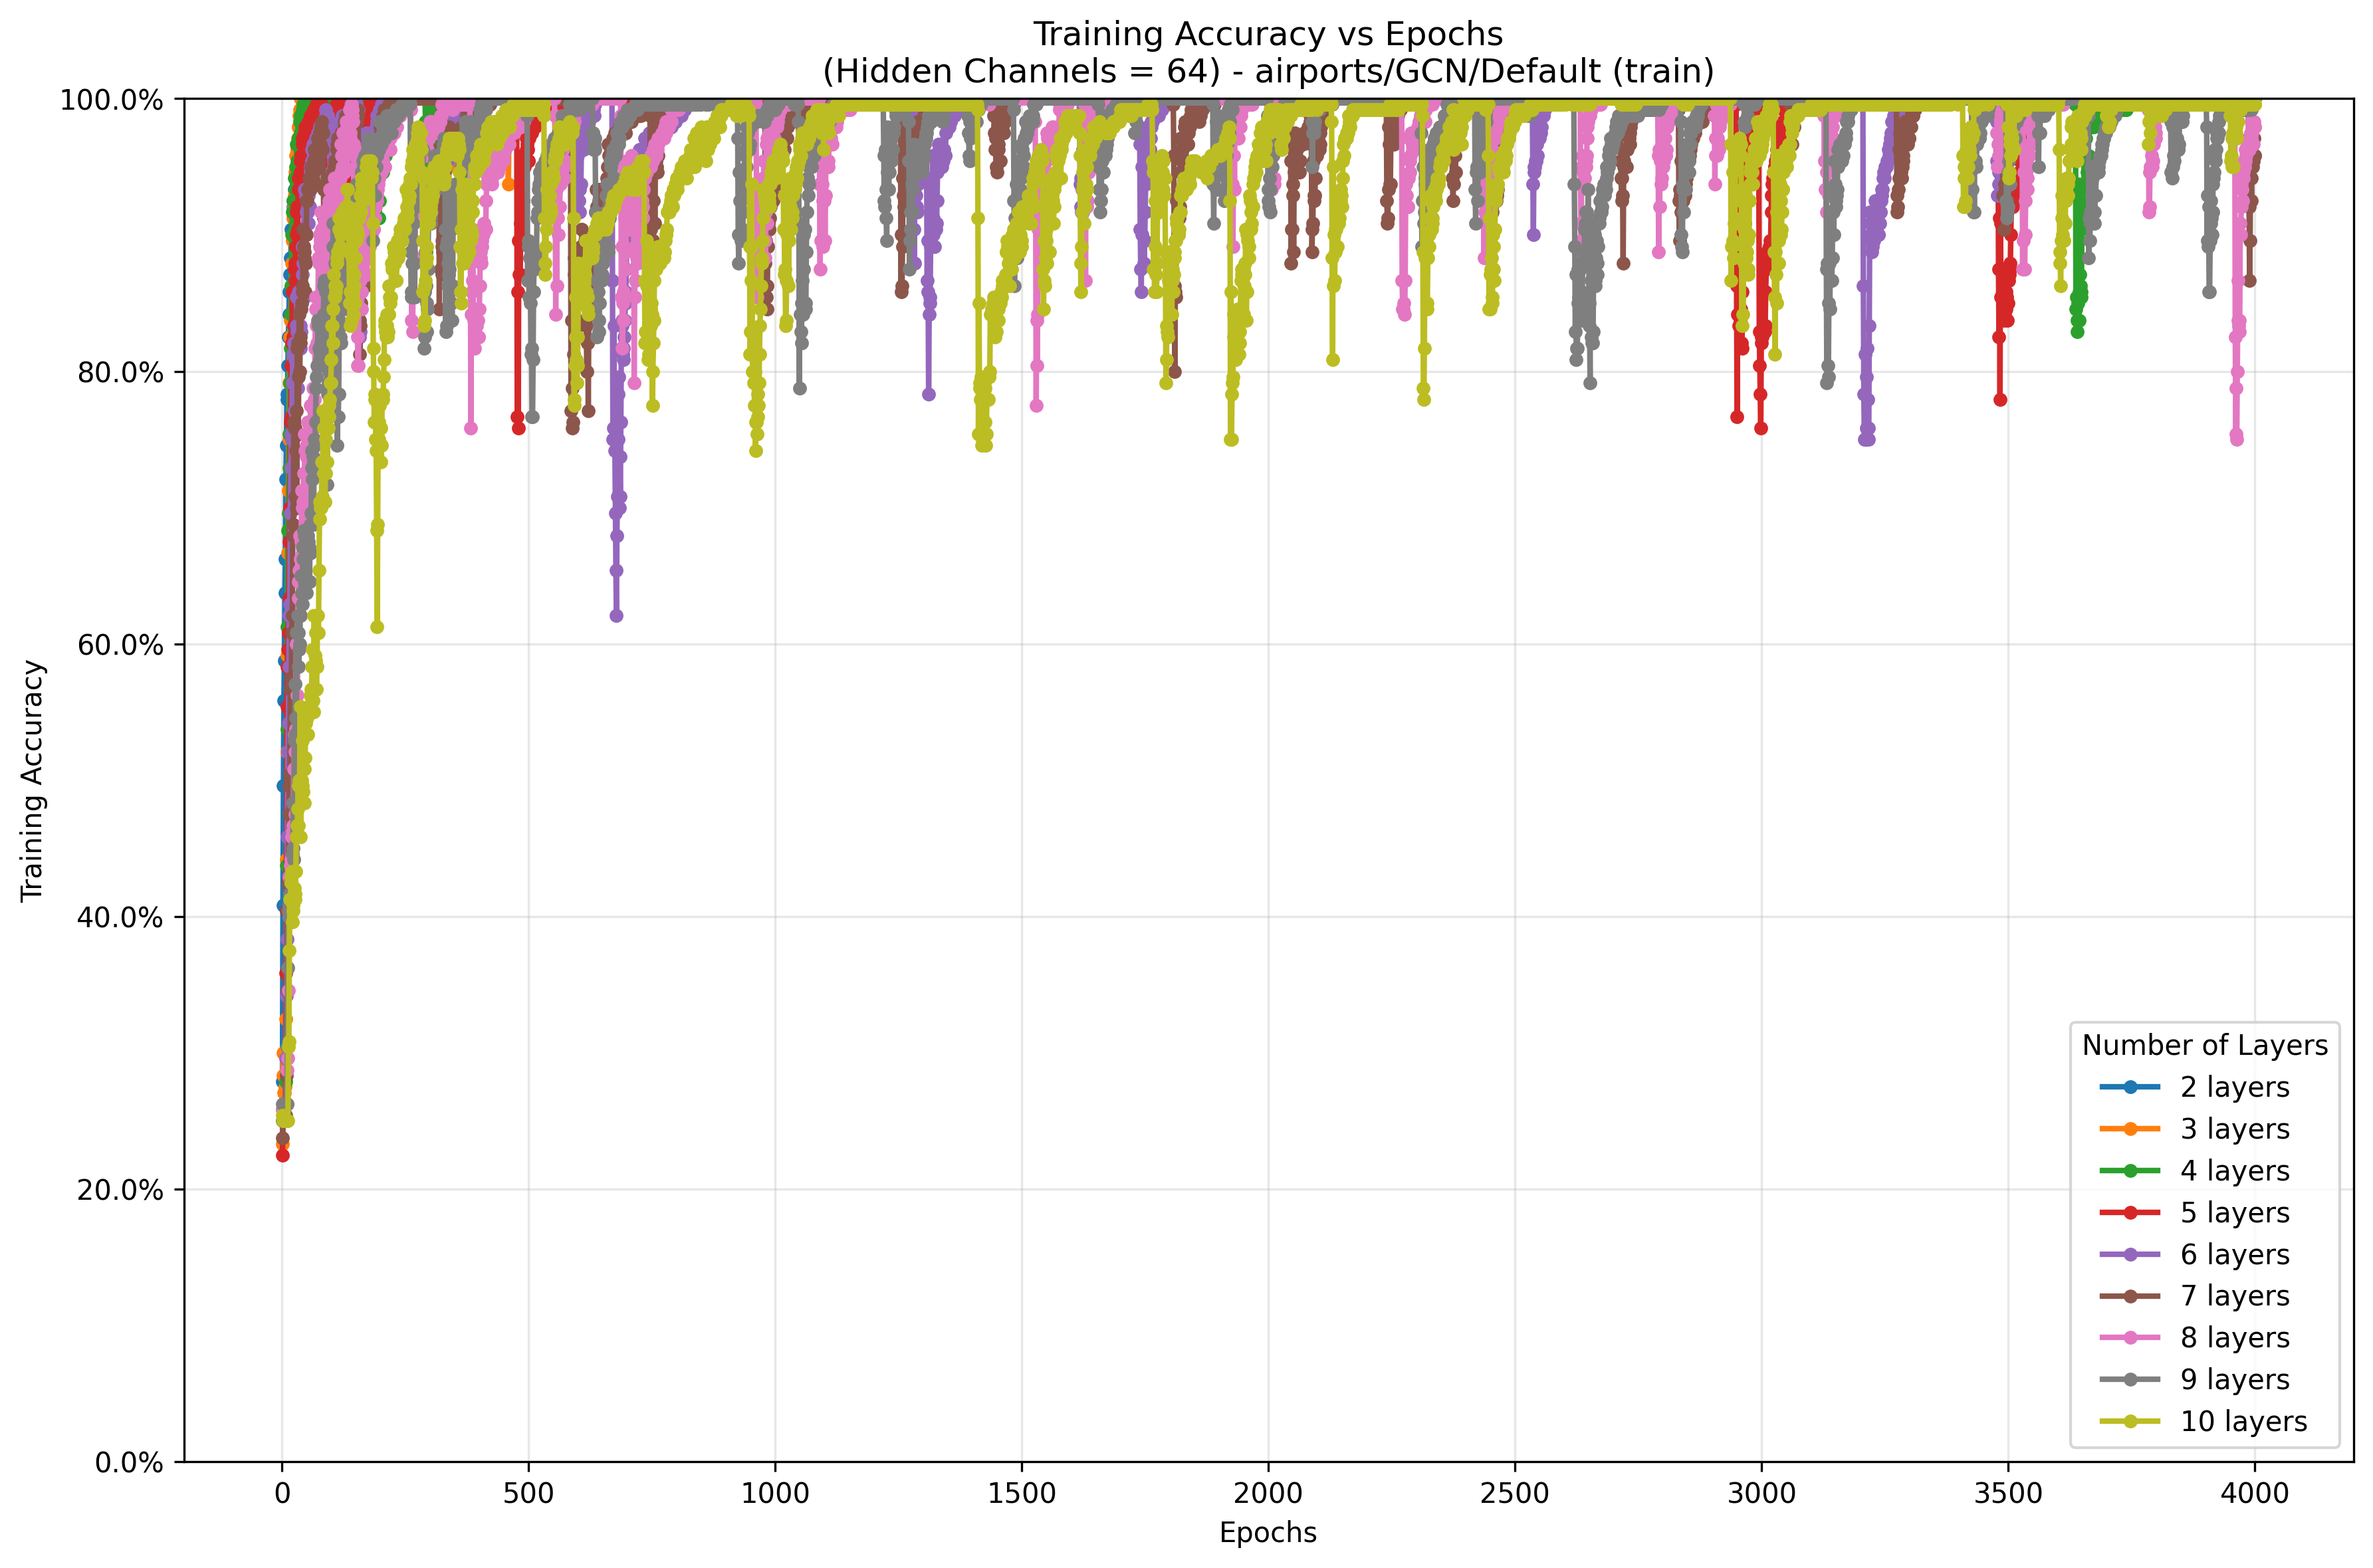 Training Accuracy vs Epochs
(Hidden Channels = 64) - airports/GCN/Default (train)
Training Accuracy
100.0%
80.0%
60.0%
40.0%
20.0%
0.0%
0
500
1000
1500
2000
2500
3000
3500
4000
Epochs
Number of Layers
2 layers
3 layers
4 layers
5 layers
6 layers
7 layers
8 layers
9 layers
10 layers